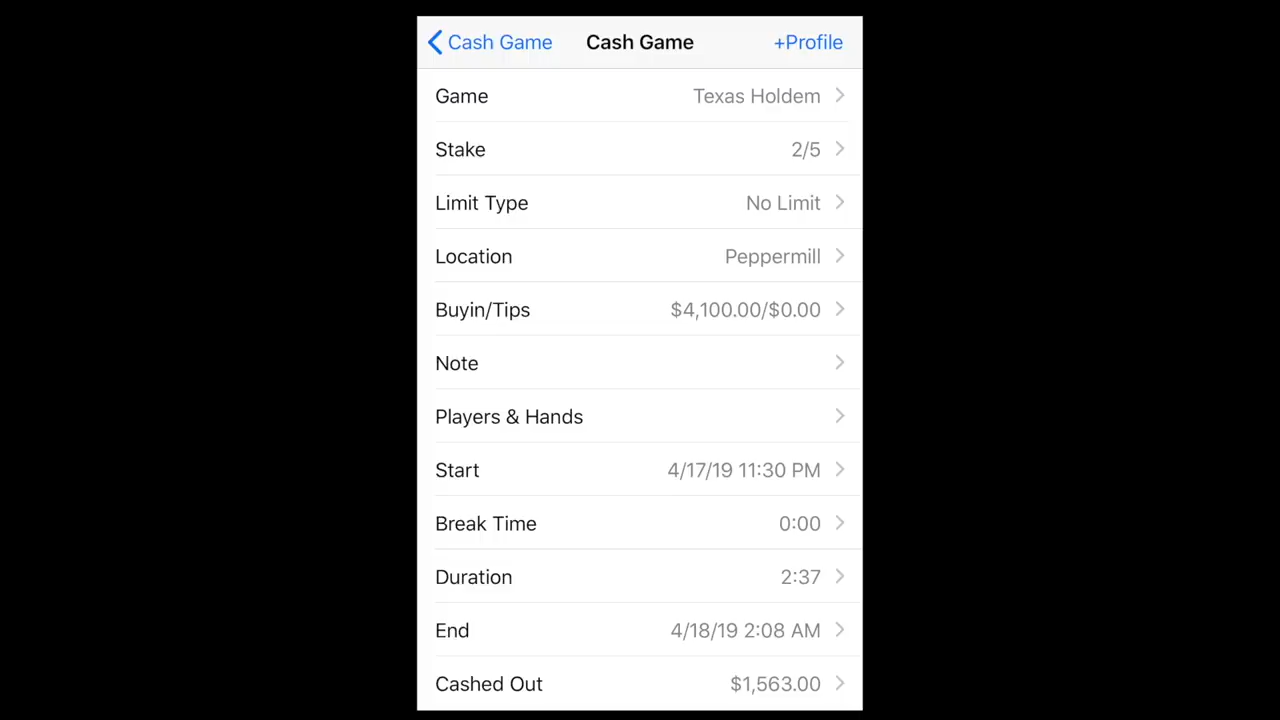 Cash Game Cash Game +Profile
Game Texas Holdem
Stake 2/5
Limit Type No Limit
Location Peppermill
Buyin/Tips $4,100.00/$0.00
Note
Players & Hands
Start 4/17/19 11:30 PM
Break Time 0:00
Duration 2:37
End 4/18/19 2:08 AM
Cashed Out $1,563.00